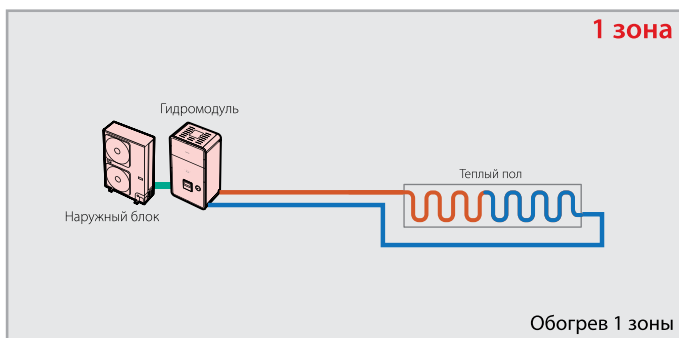 1 зона
Гидромодуль
Теплый пол
Наружный блок
Обогрев 1 зоны